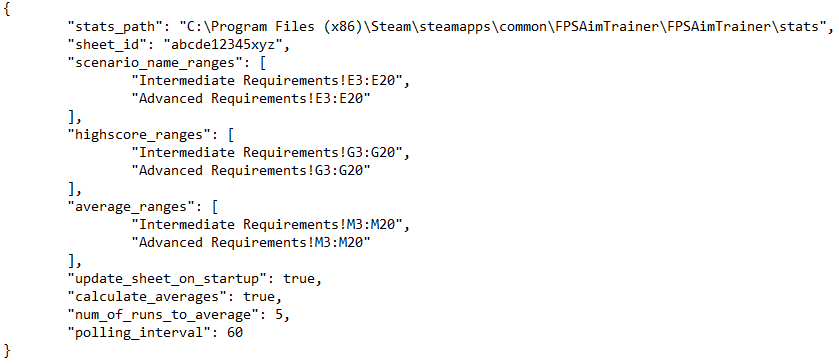 {
"stats_path": "C:\Program Files (x86)\Steam\steamapps\common\FPSAimTrainer\FPSAimTrainer\stats",
"sheet_id": "abcde12345xyz",
"scenario_name_ranges": [
"Intermediate Requirements!E3:E20",
"Advanced Requirements!E3:E20"
],
"highscore_ranges": [
"Intermediate Requirements!G3:G20",
"Advanced Requirements!G3:G20"
],
"average_ranges": [
"Intermediate Requirements!M3:M20",
"Advanced Requirements!M3:M20"
],
"update_sheet_on_startup": true,
"calculate_averages": true,
"num_of_runs_to_average": 5,
"polling_interval": 60
}